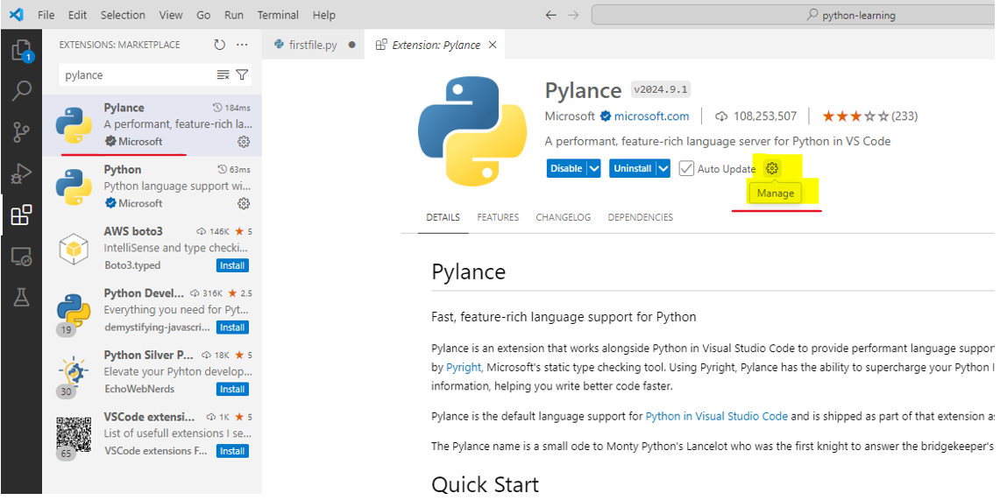 File Edit Selection View Go Run Terminal Help
python-learning
EXTENSIONS: MARKETPLACE
pylance
Pylance 184ms
A performant, feature-rich la...
Microsoft
Python 63ms
Python language support wi...
Microsoft
AWS boto3 146K 5
IntelliSense and type checki...
Boto3.typed Install
Python Devel... 316K 2.5
Everything you need for Pyt...
demystifying-javascri... Install
19
Python Silver P... 18K 5
Elevate your Pyhton develop...
EchoWebNerds Install
30
VSCode extensi... 1K 5
List of usefull extensions I se...
VSCode extensions F... Install
65
1
firstfile.py
Extension: Pylance
Pylance v2024.9.1
Microsoft microsoft.com 108,253,507 (233)
A performant, feature-rich language server for Python in VS Code
Disable Uninstall Auto Update
Manage
DETAILS FEATURES CHANGELOG DEPENDENCIES
Pylance
Fast, feature-rich language support for Python
Pylance is an extension that works alongside Python in Visual Studio Code to provide performant language suppor
by Pyright, Microsoft's static type checking tool. Using Pyright, Pylance has the ability to supercharge your Python I
information, helping you write better code faster.
Pylance is the default language support for Python in Visual Studio Code and is shipped as part of that extension as
The Pylance name is a small ode to Monty Python's Lancelot who was the first knight to answer the bridgekeeper's
Quick Start